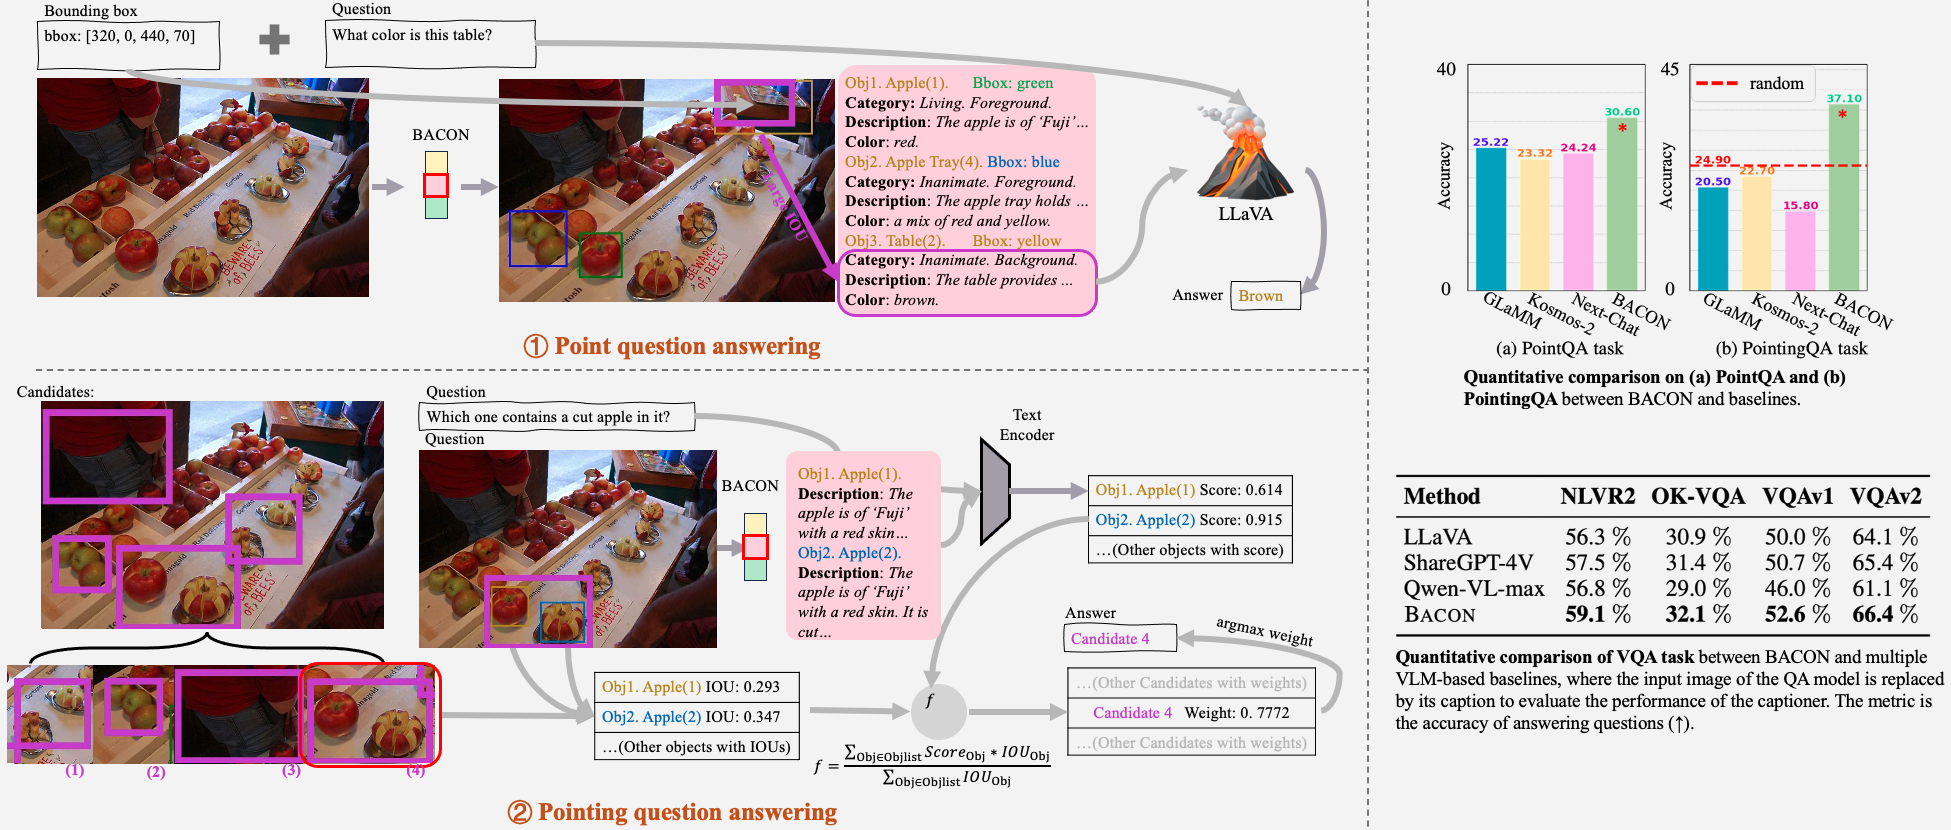 Bounding box
bbox: [320, 0, 440, 70]
Question
What color is this table?
BACON
Large IOU
Obj1. Apple(1). Bbox: green
Category: Living. Foreground.
Description: The apple is of ‘Fuji’…
Color: red.
Obj2. Apple Tray(4). Bbox: blue
Category: Inanimate. Foreground.
Description: The apple tray holds …
Color: a mix of red and yellow.
Obj3. Table(2). Bbox: yellow
Category: Inanimate. Background.
Description: The table provides …
Color: brown.
LLaVA
Answer
Brown
BEWARE
of BEES
① Point question answering
Candidates:
(1)
(2)
(3)
(4)
Question
Which one contains a cut apple in it?
Question
BACON
Obj1. Apple(1).
Description: The
apple is of ‘Fuji’
with a red skin…
Obj2. Apple(2).
Description: The
apple is of ‘Fuji’
with a red skin. It is
cut…
Text
Encoder
Obj1. Apple(1) Score: 0.614
Obj2. Apple(2) Score: 0.915
…(Other objects with score)
Obj1. Apple(1) IOU: 0.293
Obj2. Apple(2) IOU: 0.347
…(Other objects with IOUs)
f
f = ∑Obj∈Objlist ScoreObj * IOUObj / ∑Obj∈Objlist IOUObj
Answer
Candidate 4
argmax weight
…(Other Candidates with weights)
Candidate 4 Weight: 0. 7772
…(Other Candidates with weights)
② Pointing question answering
40
Accuracy
0
25.22
23.32
24.24
30.60
*
GLaMM
Kosmos-2
Next-Chat
BACON
(a) PointQA task
45
Accuracy
0
random
24.90
20.50
22.70
15.80
37.10
*
GLaMM
Kosmos-2
Next-Chat
BACON
(b) PointingQA task
Quantitative comparison on (a) PointQA and (b)
PointingQA between BACON and baselines.
Method NLVR2 OK-VQA VQAv1 VQAv2
LLaVA 56.3 % 30.9 % 50.0 % 64.1 %
ShareGPT-4V 57.5 % 31.4 % 50.7 % 65.4 %
Qwen-VL-max 56.8 % 29.0 % 46.0 % 61.1 %
BACON 59.1 % 32.1 % 52.6 % 66.4 %
Quantitative comparison of VQA task between BACON and multiple
VLM-based baselines, where the input image of the QA model is replaced
by its caption to evaluate the performance of the captioner. The metric is
the accuracy of answering questions (↑).